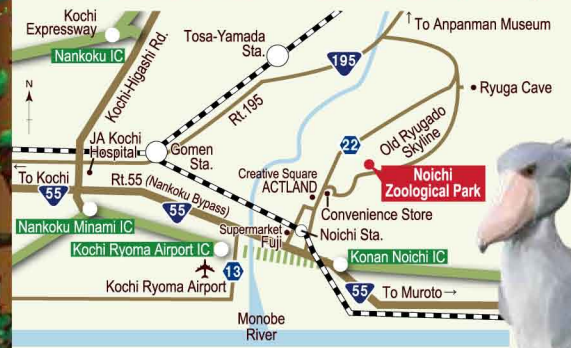 Kochi
Expressway
Nankoku IC
Kochi-Higashi Rd.
Tosa-Yamada
Sta.
195
Rt.195
↑To Anpanman Museum
Ryuga Cave
Old Ryugado
Skyline
22
N
JA Kochi
Hospital
Gomen
Sta.
←
To Kochi
55
Rt.55 (Nankoku Bypass)
55
Creative Square
ACTLAND
Noichi
Zoological Park
Convenience Store
Nankoku Minami IC
Kochi Ryoma Airport IC
Supermarket
Fuji
Noichi Sta.
Konan Noichi IC
13
Kochi Ryoma Airport
55
To Muroto→
Monobe
River